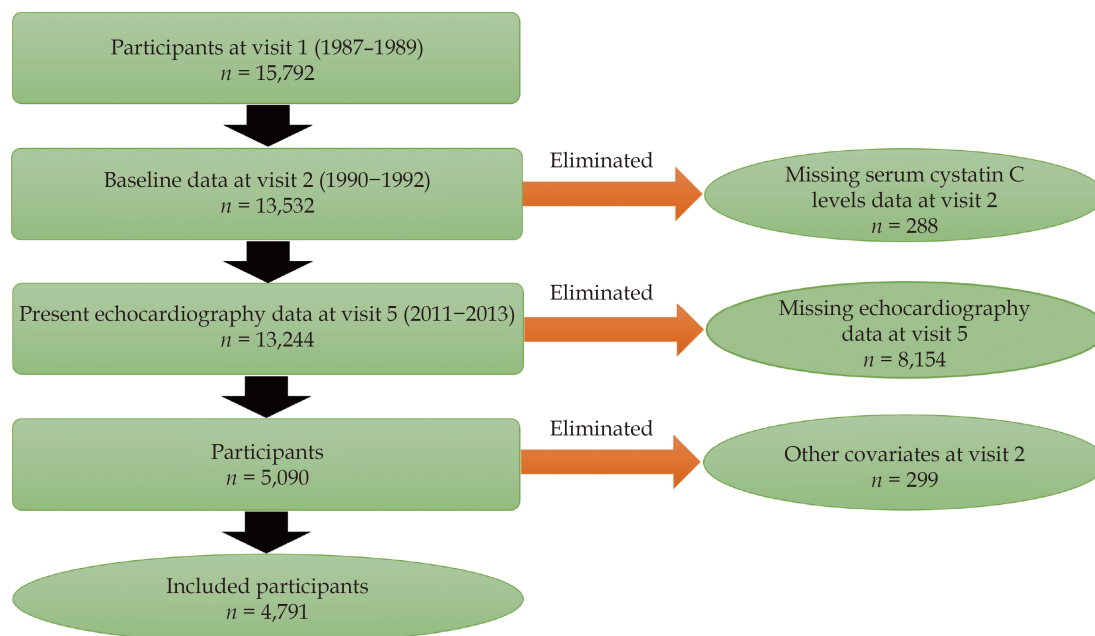 Participants at visit 1 (1987–1989)
n = 15,792
Baseline data at visit 2 (1990−1992)
n = 13,532
Eliminated
Missing serum cystatin C
levels data at visit 2
n = 288
Present echocardiography data at visit 5 (2011−2013)
n = 13,244
Eliminated
Missing echocardiography
data at visit 5
n = 8,154
Participants
n = 5,090
Eliminated
Other covariates at visit 2
n = 299
Included participants
n = 4,791